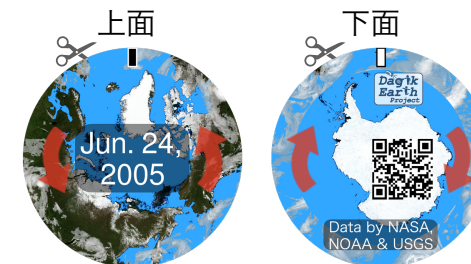 上面
下面
Jun. 24,
2005
Dagik
Earth
Project
Data by NASA,
NOAA & USGS